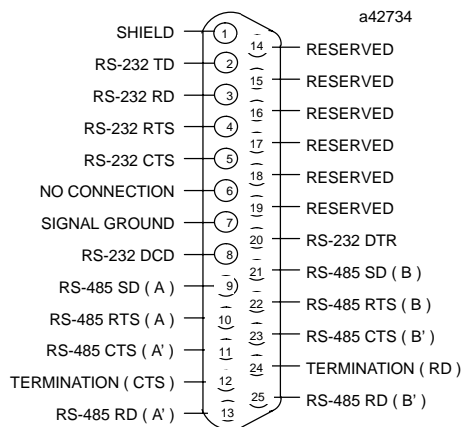 a42734
SHIELD 1
14 RESERVED
RS-232 TD 2
15 RESERVED
RS-232 RD 3
16 RESERVED
RS-232 RTS 4
17 RESERVED
RS-232 CTS 5
18 RESERVED
NO CONNECTION 6
19 RESERVED
SIGNAL GROUND 7
20 RS-232 DTR
RS-232 DCD 8
21 RS-485 SD ( B )
RS-485 SD ( A ) 9
22 RS-485 RTS ( B )
RS-485 RTS ( A ) 10
23 RS-485 CTS ( B' )
RS-485 CTS ( A' ) 11
24 TERMINATION ( RD )
TERMINATION ( CTS ) 12
25 RS-485 RD ( B' )
RS-485 RD ( A' ) 13